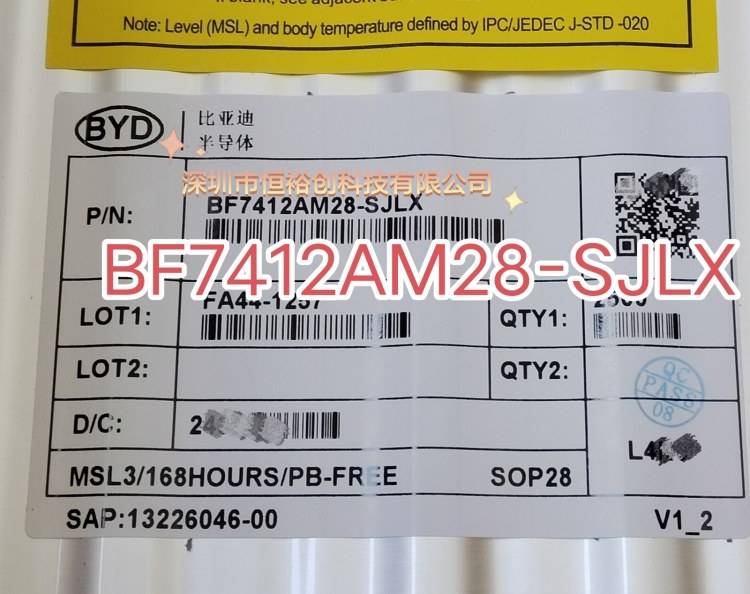 Note: Level (MSL) and body temperature defined by IPC/JEDEC J-STD -020
BYD
比亚迪
半导体
深圳市恒裕创科技有限公司
P/N:
BF7412AM28-SJLX
BF7412AM28-SJLX
LOT1:
FA44-1257
QTY1:
LOT2:
QTY2:
QC
PASS
08
D/C:
MSL3/168HOURS/PB-FREE
SOP28
SAP:13226046-00
V1_2